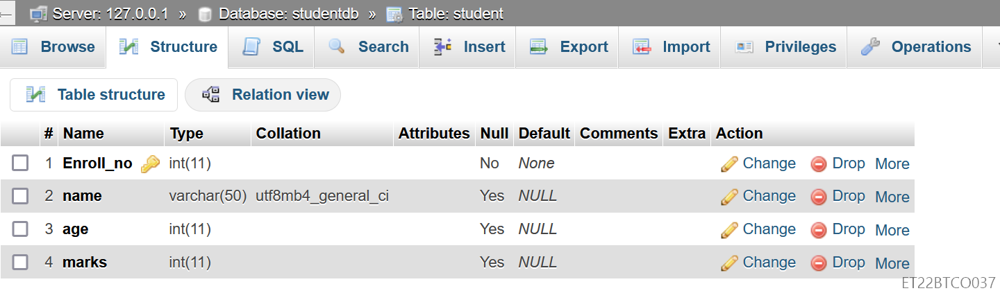 Server: 127.0.0.1 » Database: studentdb » Table: student
Browse Structure SQL Search Insert Export Import Privileges Operations
Table structure Relation view
# Name Type Collation Attributes Null Default Comments Extra Action
1 Enroll_no int(11) No None Change Drop More
2 name varchar(50) utf8mb4_general_ci Yes NULL Change Drop More
3 age int(11) Yes NULL Change Drop More
4 marks int(11) Yes NULL Change Drop More
ET22BTCO037